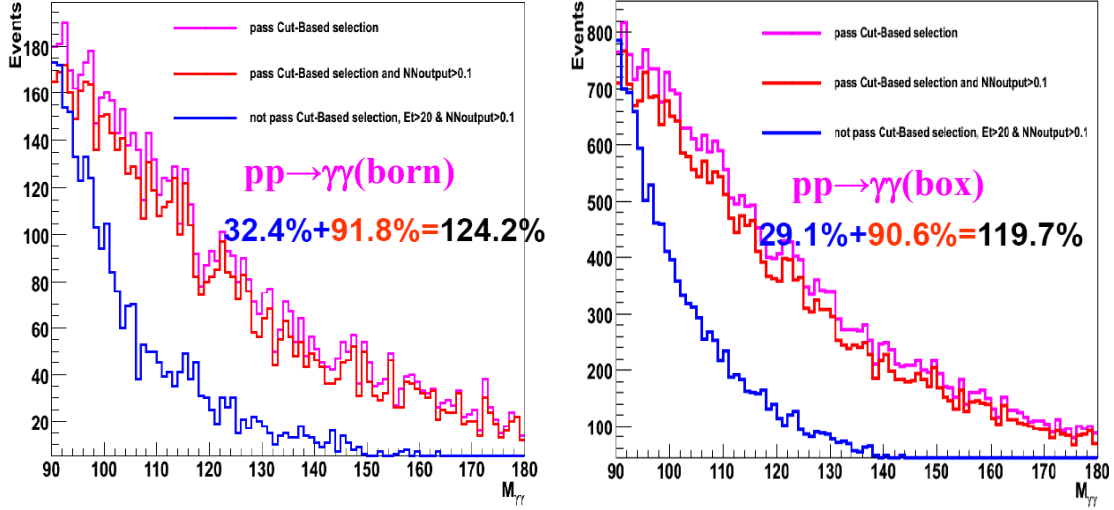 Events
pass Cut-Based selection
pass Cut-Based selection and NNoutput>0.1
not pass Cut-Based selection, Et>20 & NNoutput>0.1
pp→γγ(born)
32.4%+91.8%=124.2%
180
160
140
120
100
80
60
40
20
90 100 110 120 130 140 150 160 170 180
Mγγ
Events
pass Cut-Based selection
pass Cut-Based selection and NNoutput>0.1
not pass Cut-Based selection, Et>20 & NNoutput>0.1
pp→γγ(box)
29.1%+90.6%=119.7%
800
700
600
500
400
300
200
100
90 100 110 120 130 140 150 160 170 180
Mγγ